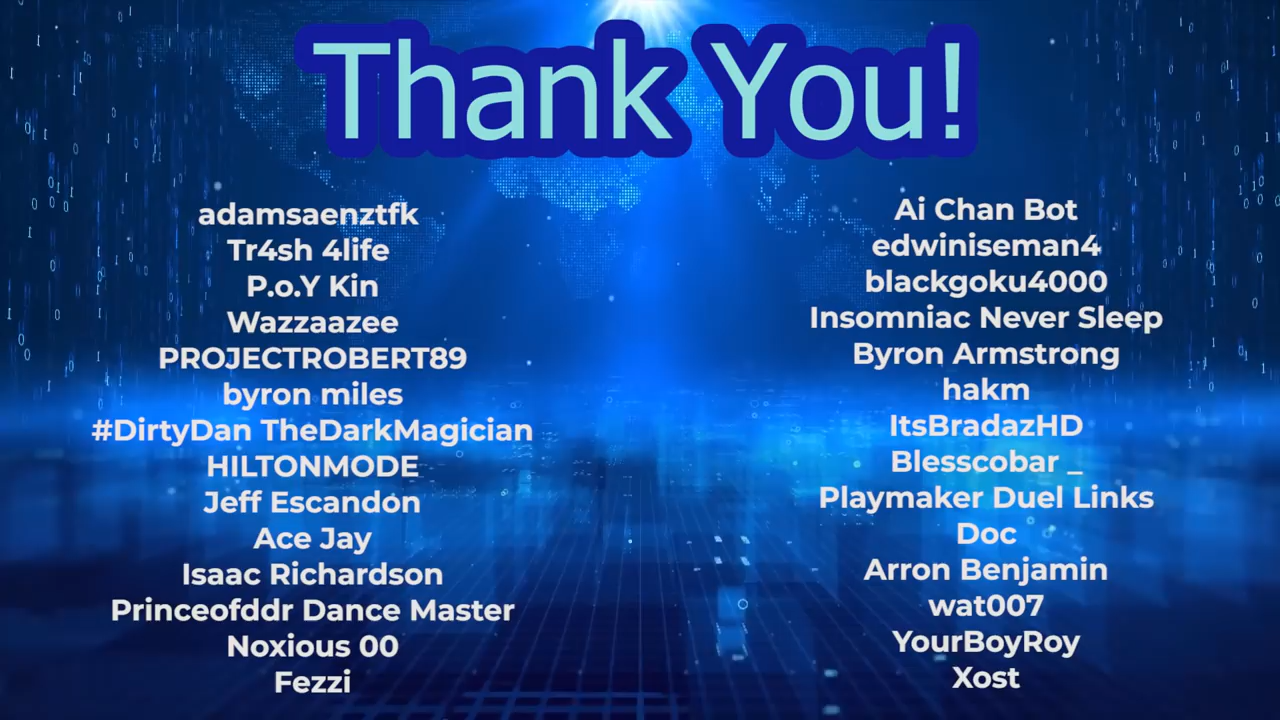 Thank You!
adamsaenztfk
Tr4sh 4life
P.o.Y Kin
Wazzaazee
PROJECTROBERT89
byron miles
#DirtyDan TheDarkMagician
HILTONMODE
Jeff Escandon
Ace Jay
Isaac Richardson
Princeofddr Dance Master
Noxious 00
Fezzi
Ai Chan Bot
edwiniseman4
blackgoku4000
Insomniac Never Sleep
Byron Armstrong
hakm
ItsBradazHD
Blesscobar _
Playmaker Duel Links
Doc
Arron Benjamin
wat007
YourBoyRoy
Xost